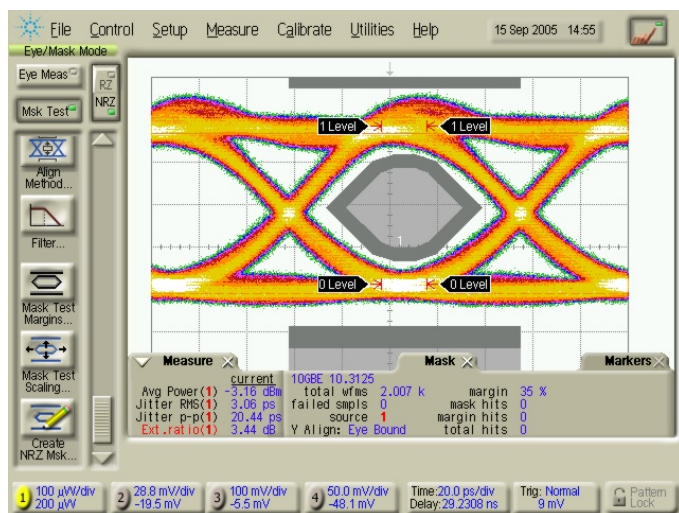 File Control Setup Measure Calibrate Utilities Help 15 Sep 2005 14:55
Eye/Mask Mode
Eye Meas
RZ
NRZ
Msk Test
Align
Method...
Filter...
Mask Test
Margins...
Mask Test
Scaling...
Create
NRZ Msk...
1 Level 1 Level
1
0 Level 0 Level
Measure Mask Markers
current
Avg Power(1) -3.16 dBm
Jitter RMS(1) 3.06 ps
Jitter p-p(1) 20.44 ps
Ext.ratio(1) 3.44 dB
10GBE 10.3125
total wfms 2.007 k margin 35 %
failed smpls 0 mask hits 0
source 1 margin hits 0
Y Align: Eye Bound total hits 0
1 100 µW/div 2 28.8 mV/div 3 100 mV/div 4 50.0 mV/div Time:20.0 ps/div Trig: Normal Pattern
200 µW -19.5 mV -5.5 mV -48.1 mV Delay:29.2308 ns 9 mV Lock